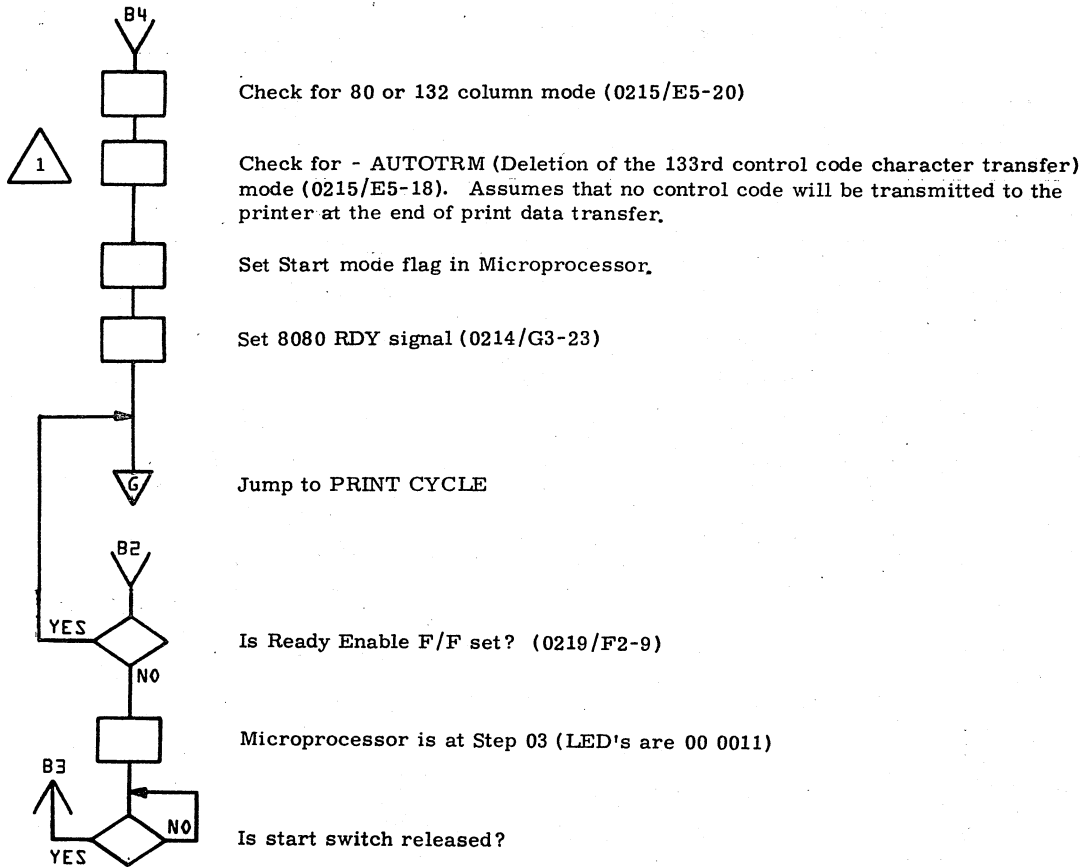 B4
Check for 80 or 132 column mode (0215/E5-20)
1
Check for - AUTOTRM (Deletion of the 133rd control code character transfer)
mode (0215/E5-18). Assumes that no control code will be transmitted to the
printer at the end of print data transfer.
Set Start mode flag in Microprocessor.
Set 8080 RDY signal (0214/G3-23)
G
Jump to PRINT CYCLE
B2
YES
Is Ready Enable F/F set? (0219/F2-9)
NO
Microprocessor is at Step 03 (LED's are 00 0011)
B3
NO
Is start switch released?
YES